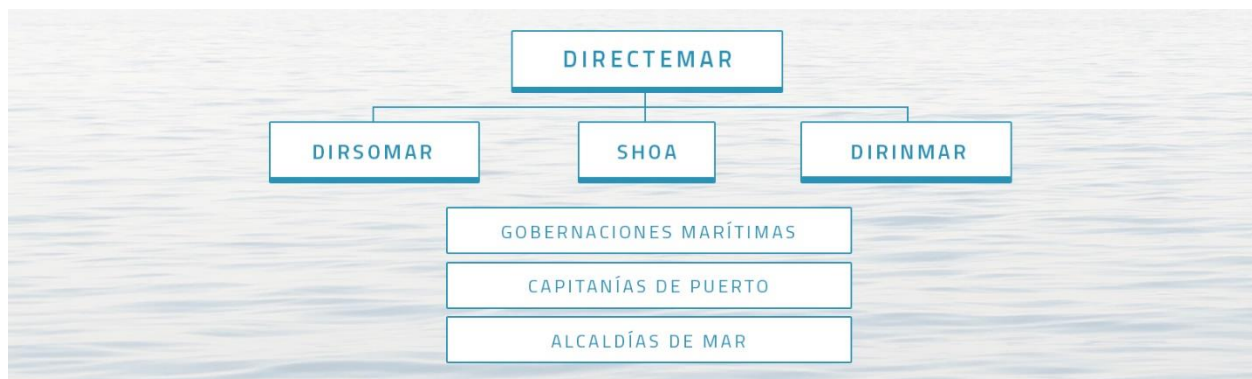 DIRECTEMAR
DIRSOMAR
SHOA
DIRINMAR
GOBERNACIONES MARÍTIMAS
CAPITANÍAS DE PUERTO
ALCALDÍAS DE MAR